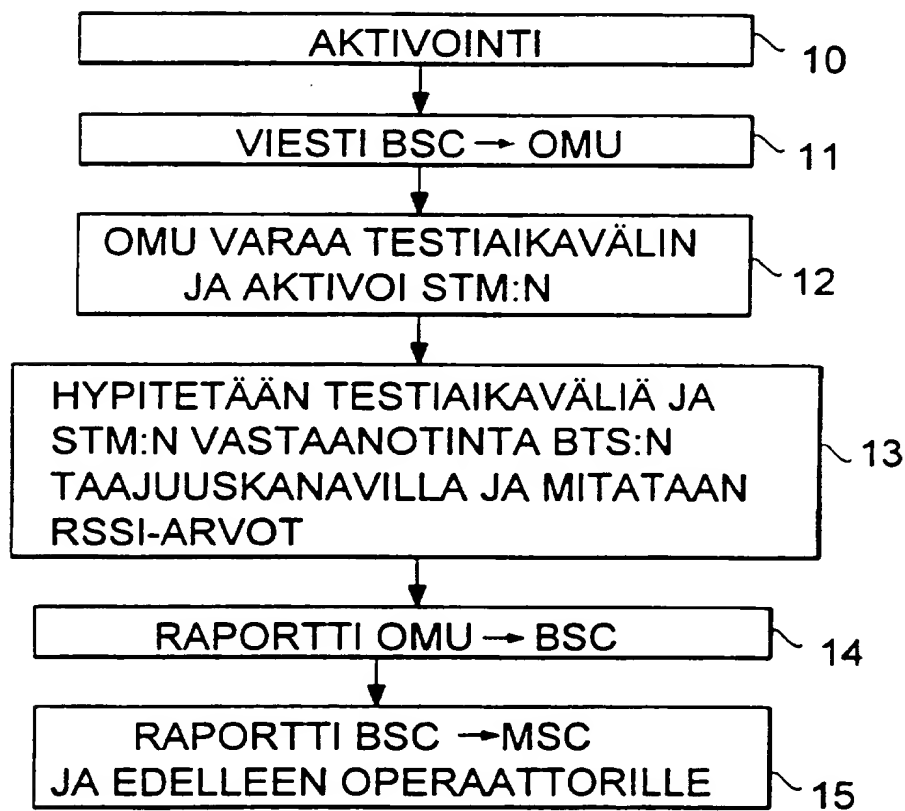 AKTIVOINTI
10
VIESTI BSC → OMU
11
OMU VARAA TESTIAIKAVÄLIN
JA AKTIVOI STM:N
12
HYPITETÄÄN TESTIAIKAVÄLIÄ JA
STM:N VASTAANOTINTA BTS:N
TAAJUUSKANAVILLA JA MITATAAN
RSSI-ARVOT
13
RAPORTTI OMU → BSC
14
RAPORTTI BSC → MSC
JA EDELLEEN OPERAATTORILLE
15